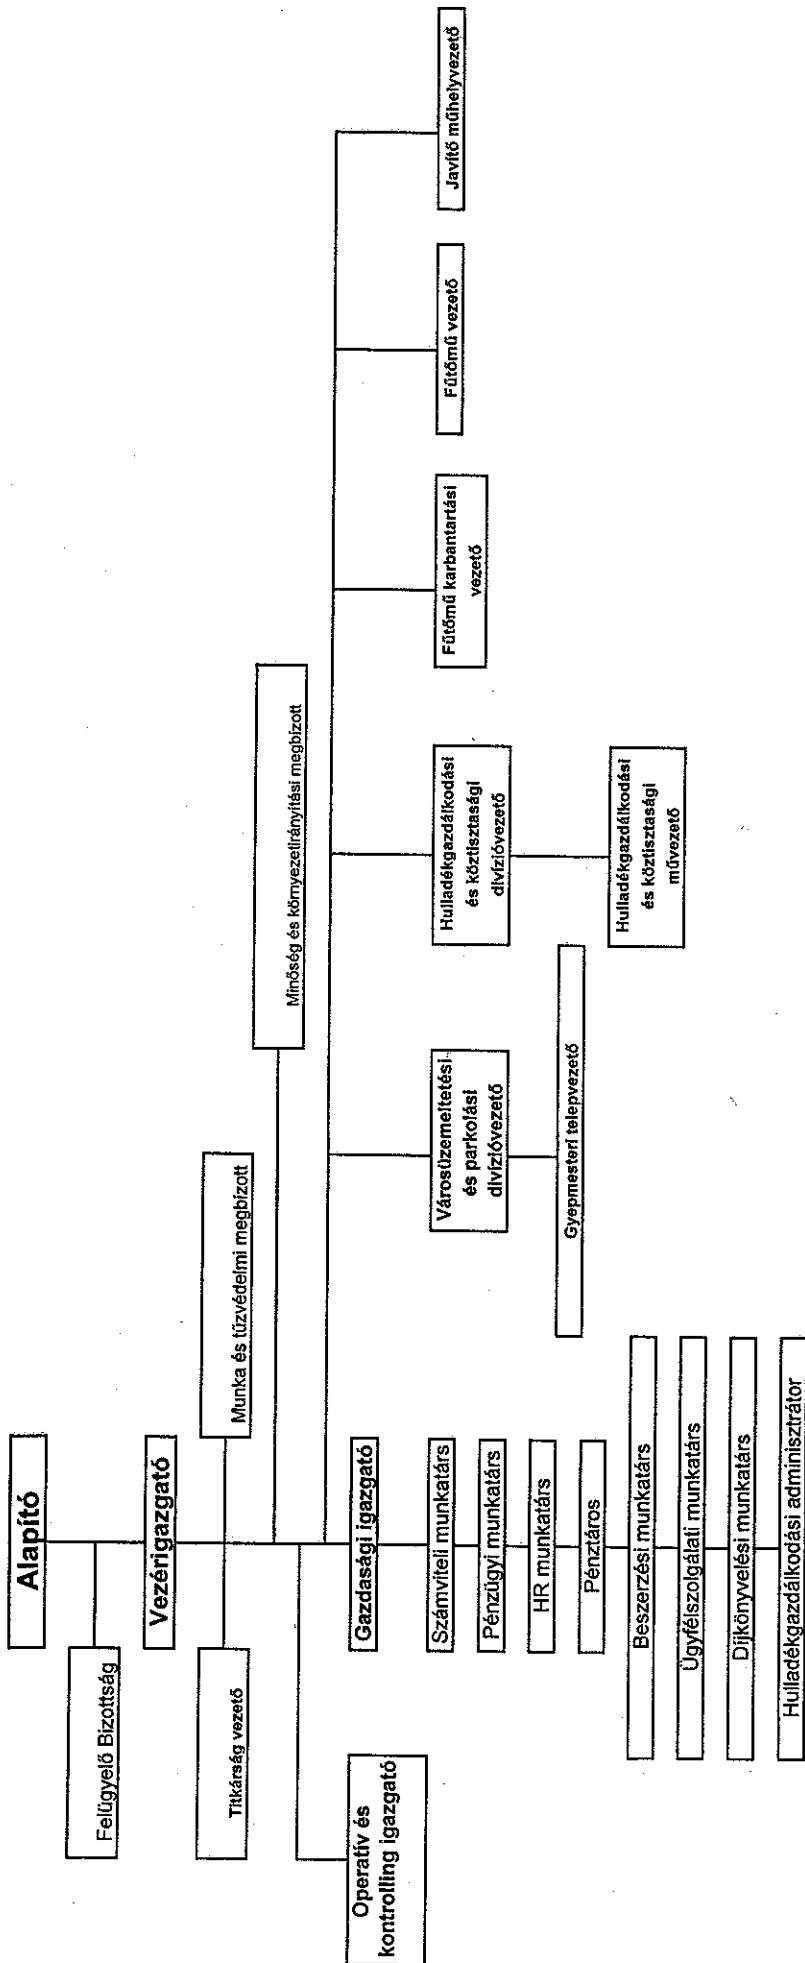 Alapító
Felügyelő Bizottság
Vezérigazgató
Titkárság vezető
Munka és tűzvédelmi megbízott
Minőség és környezetirányítási megbízott
Operatív és
kontrolling igazgató
Gazdasági igazgató
Városüzemeltetési
és parkolási
divízióvezető
Hulladékgazdálkodási
és köztisztasági
divízióvezető
Fűtőmű karbantartási
vezető
Fűtőmű vezető
Javító műhelyvezető
Számviteli munkatárs
Pénzügyi munkatárs
HR munkatárs
Pénztáros
Beszerzési munkatárs
Ügyfélszolgálati munkatárs
Díjkönyvelési munkatárs
Hulladékgazdálkodási adminisztrátor
Gyepmesteri telepvezető
Hulladékgazdálkodási
és köztisztasági
művezető